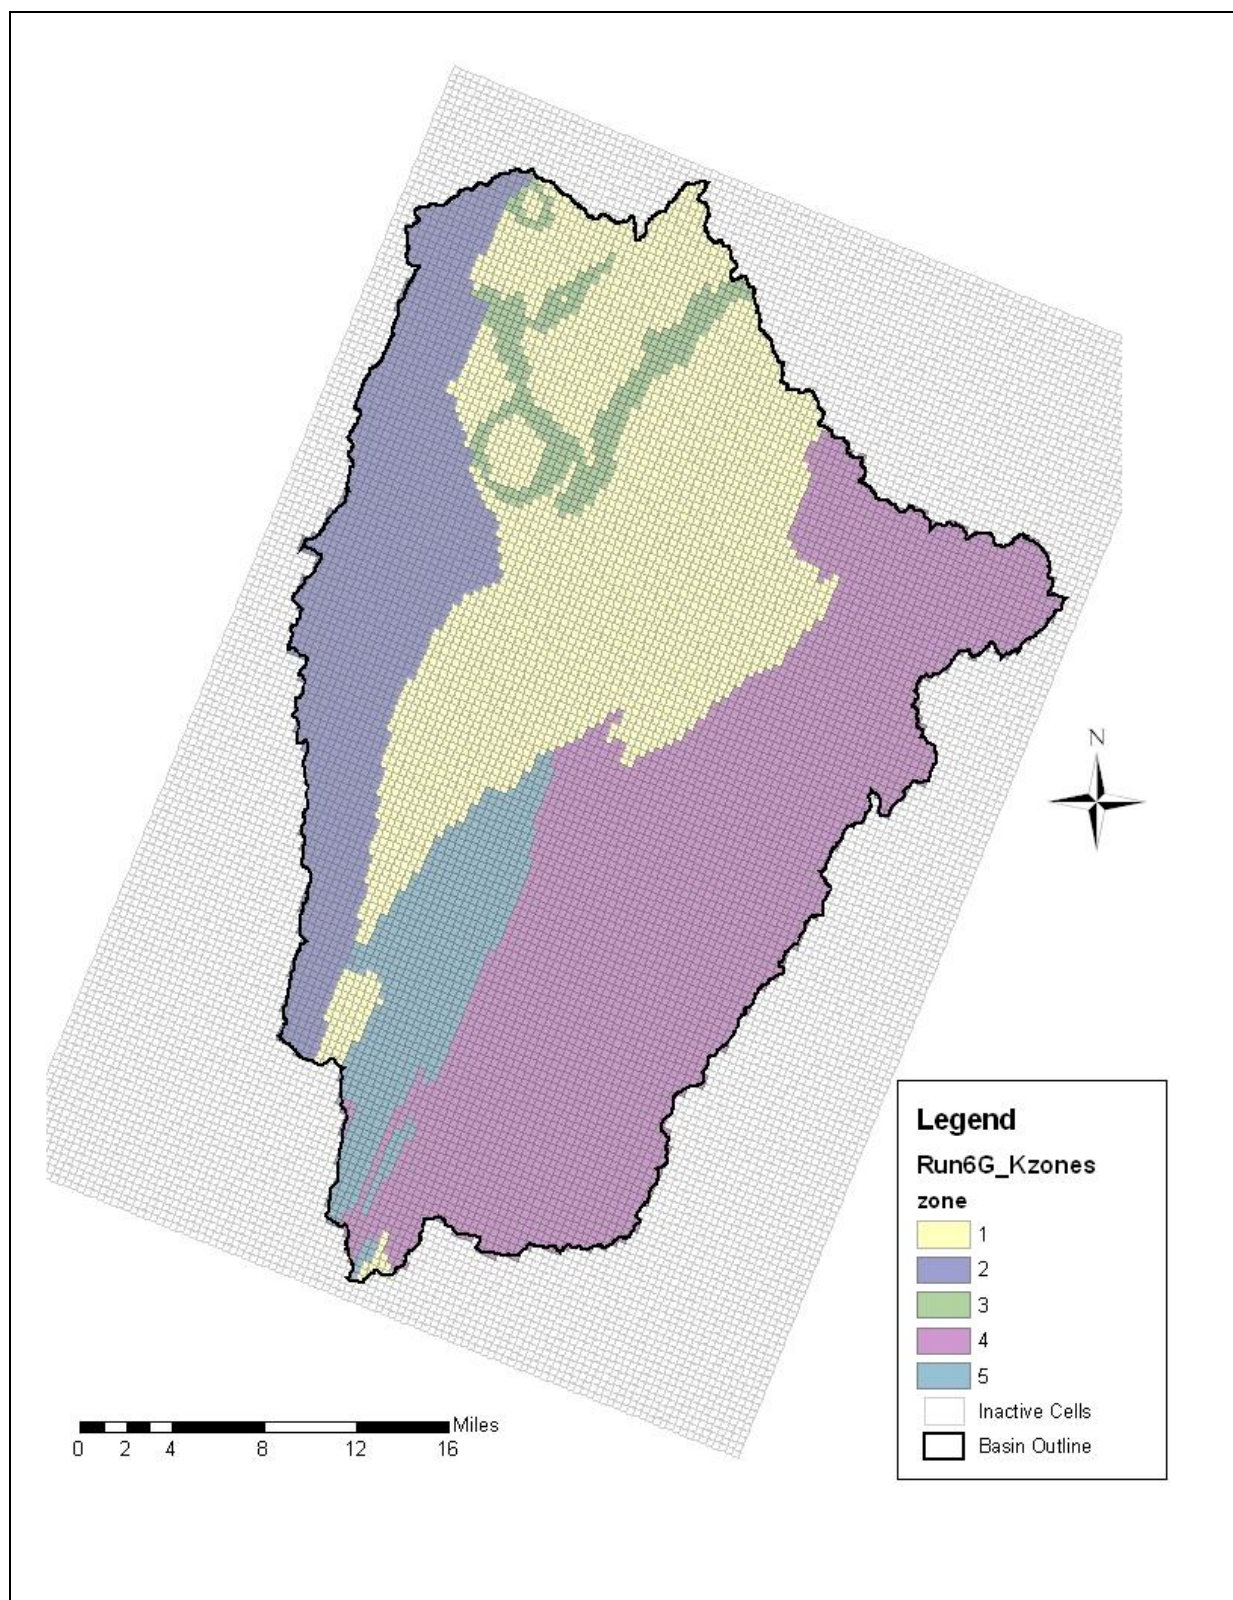 N
Legend
Run6G_Kzones
zone
1
2
3
4
5
Inactive Cells
Basin Outline
Miles
0 2 4 8 12 16